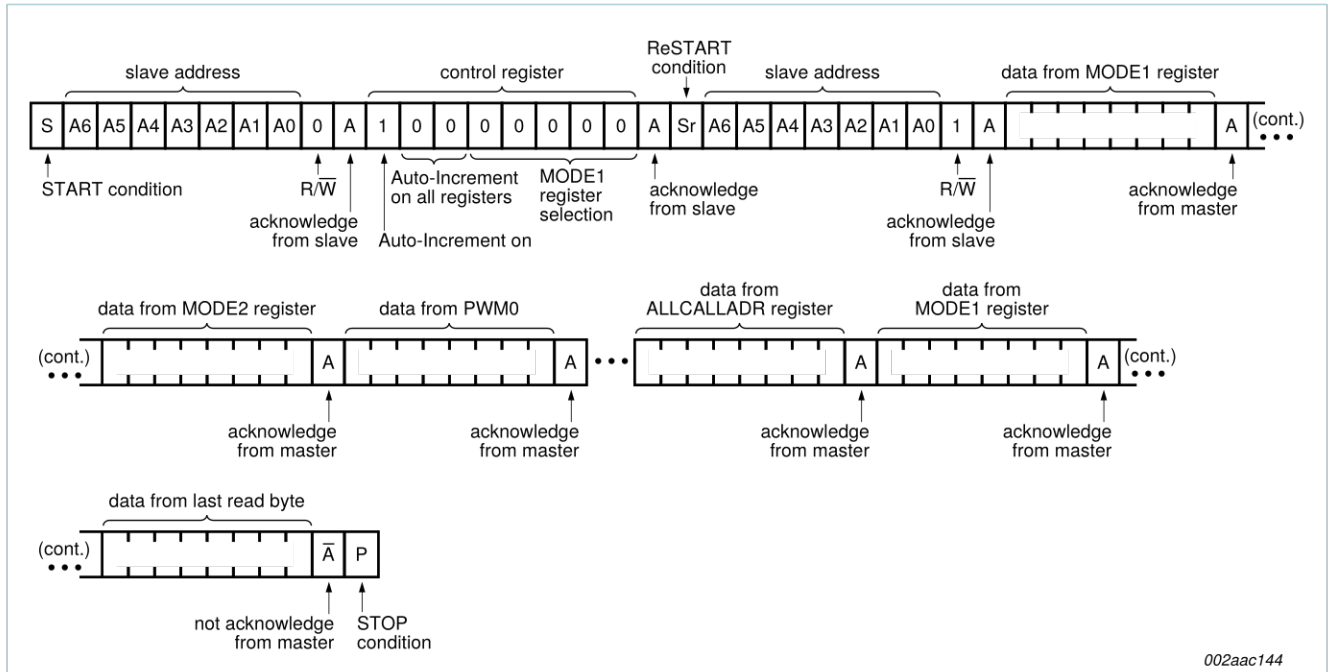 ReSTART
condition
slave address
control register
slave address
data from MODE1 register
S A6 A5 A4 A3 A2 A1 A0 0 A 1 0 0 0 0 0 0 0 A Sr A6 A5 A4 A3 A2 A1 A0 1 A A (cont.)
START condition
R/W̅
acknowledge
from slave
Auto-Increment
on all registers
Auto-Increment on
MODE1
register
selection
acknowledge
from slave
R/W̅
acknowledge
from slave
acknowledge
from master
data from MODE2 register
data from PWM0
data from
ALLCALLADR register
data from
MODE1 register
(cont.) A A A A (cont.)
acknowledge
from master
acknowledge
from master
acknowledge
from master
acknowledge
from master
data from last read byte
(cont.) A̅ P
not acknowledge
from master
STOP
condition
002aac144